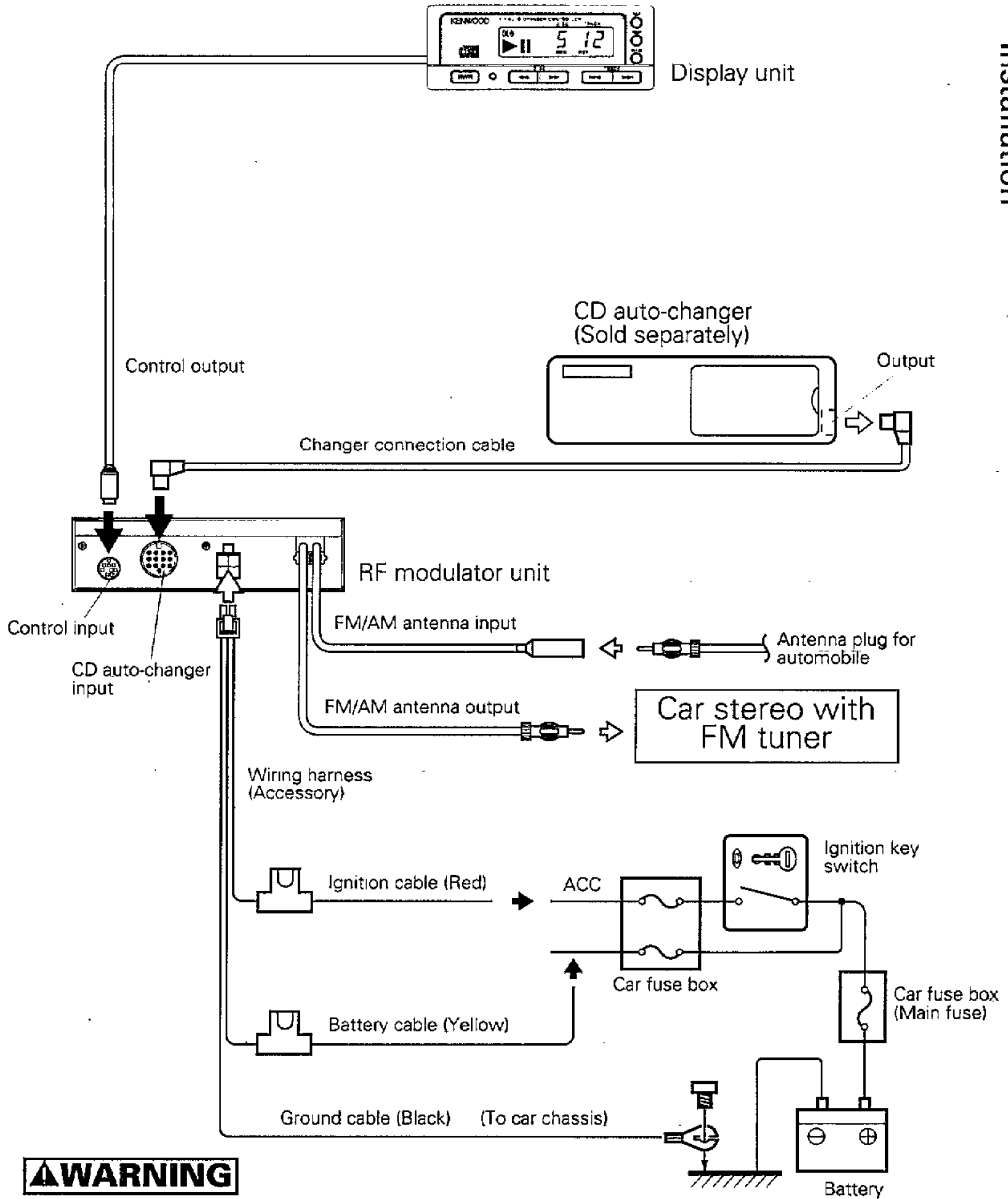 Installation
KENWOOD
5 12
Display unit
CD auto-changer
(Sold separately)
Output
Control output
Changer connection cable
RF modulator unit
Control input
CD auto-changer
input
FM/AM antenna input
Antenna plug for
automobile
FM/AM antenna output
Car stereo with
FM tuner
Wiring harness
(Accessory)
Ignition key
switch
Ignition cable (Red)
ACC
Car fuse box
Car fuse box
(Main fuse)
Battery cable (Yellow)
Ground cable (Black) (To car chassis)
⊖ ⊕
Battery
⚠WARNING